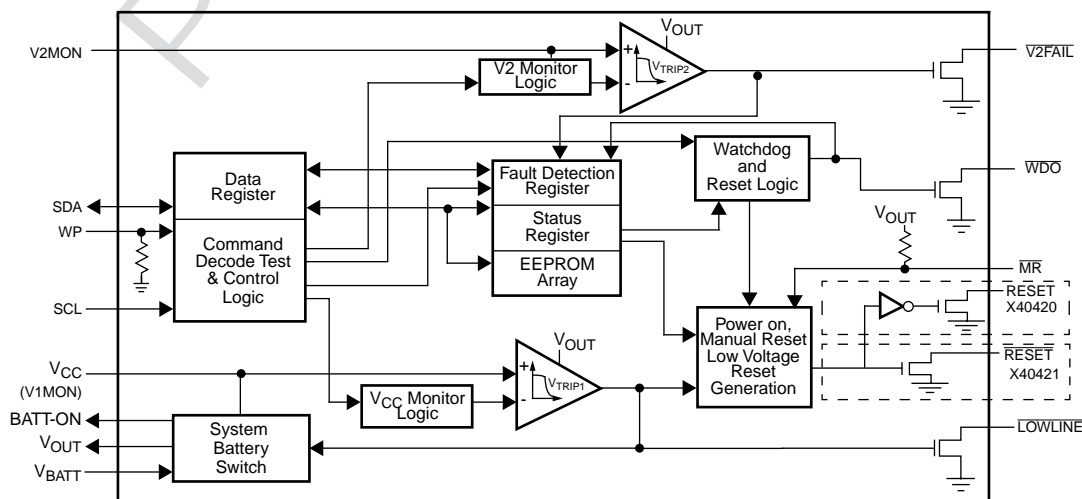 V2MON
V2 Monitor
Logic
+
-
VOUT
VTRIP2
V2FAIL
Data
Register
Command
Decode Test
& Control
Logic
SDA
WP
SCL
Fault Detection
Register
Status
Register
EEPROM
Array
Watchdog
and
Reset Logic
WDO
VOUT
MR
Power on,
Manual Reset
Low Voltage
Reset
Generation
RESET
X40420
RESET
X40421
VCC
(V1MON)
VCC Monitor
Logic
+
-
VOUT
VTRIP1
BATT-ON
VOUT
VBATT
System
Battery
Switch
LOWLINE